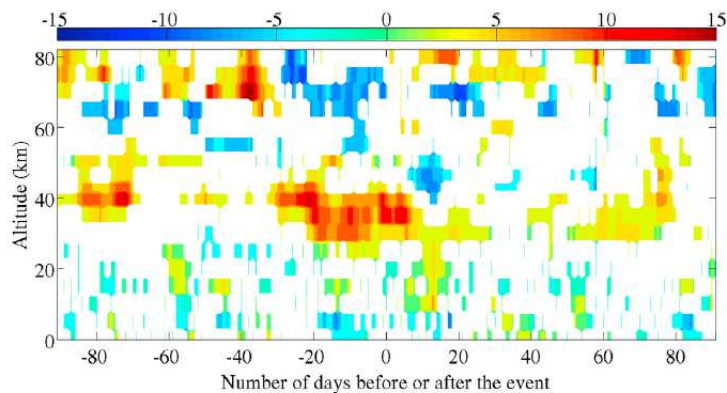 -15 -10 -5 0 5 10 15
80
60
40
20
0
Altitude (km)
-80 -60 -40 -20 0 20 40 60 80
Number of days before or after the event